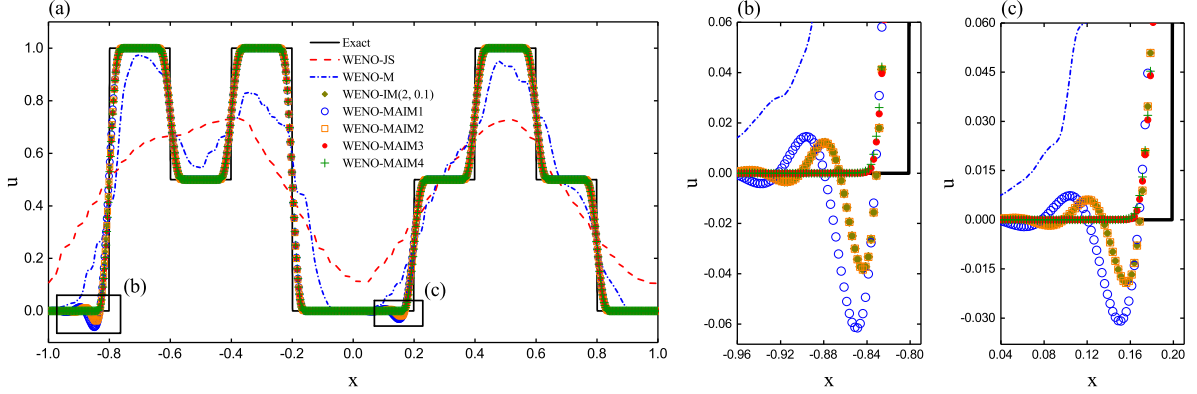 (a)
1.0
0.8
0.6
0.4
0.2
0.0
u
Exact
WENO-JS
WENO-M
WENO-IM(2, 0.1)
WENO-MAIM1
WENO-MAIM2
WENO-MAIM3
WENO-MAIM4
(b)
(c)
-1.0 -0.8 -0.6 -0.4 -0.2 0.0 0.2 0.4 0.6 0.8 1.0
x
(b)
0.06
0.04
0.02
0.00
-0.02
-0.04
-0.06
u
-0.96 -0.92 -0.88 -0.84 -0.80
x
(c)
0.060
0.045
0.030
0.015
0.000
-0.015
-0.030
u
0.04 0.08 0.12 0.16 0.20
x